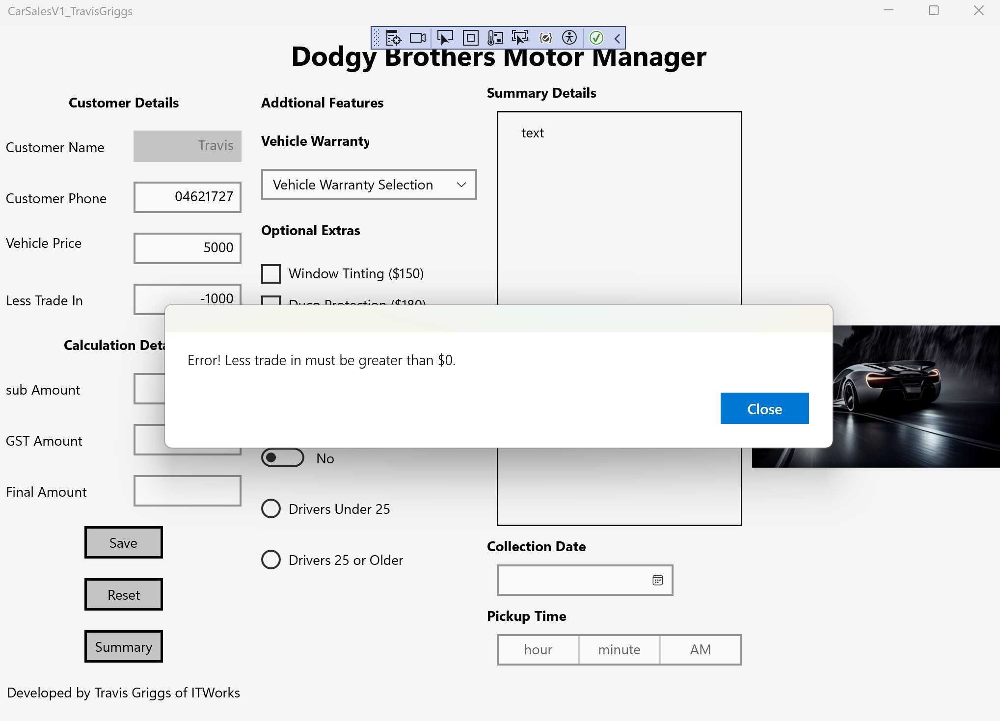 CarSalesV1_TravisGriggs
Dodgy Brothers Motor Manager
Customer Details
Customer Name
Travis
Customer Phone
04621727
Vehicle Price
5000
Less Trade In
-1000
Calculation Deta
sub Amount
GST Amount
Final Amount
Save
Reset
Summary
Developed by Travis Griggs of ITWorks
Addtional Features
Vehicle Warranty
Vehicle Warranty Selection
Optional Extras
Window Tinting ($150)
Duco Protection ($180)
No
Drivers Under 25
Drivers 25 or Older
Summary Details
text
Error! Less trade in must be greater than $0.
Close
Collection Date
Pickup Time
hour minute AM